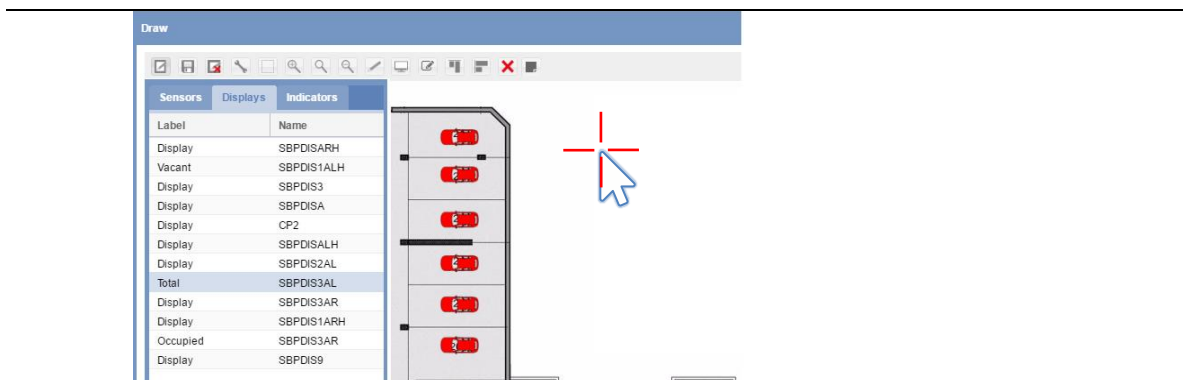 Draw
Sensors Displays Indicators
Label Name
Display SBPDISARH
Vacant SBPDIS1ALH
Display SBPDIS3
Display SBPDISA
Display CP2
Display SBPDISALH
Display SBPDIS2AL
Total SBPDIS3AL
Display SBPDIS3AR
Display SBPDIS1ARH
Occupied SBPDIS3AR
Display SBPDIS9